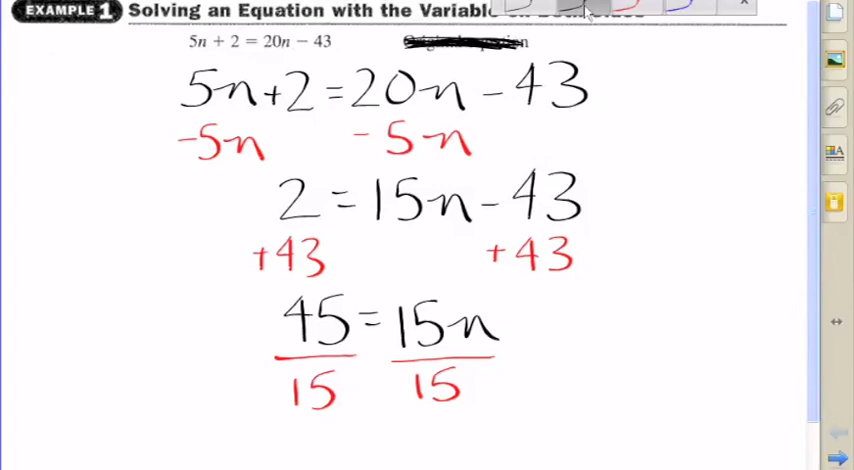 EXAMPLE 1 Solving an Equation with the Variable
5n + 2 = 20n − 43
5n+2=20n-43
-5n -5n
2=15n-43
+43 +43
45=15n
15 15